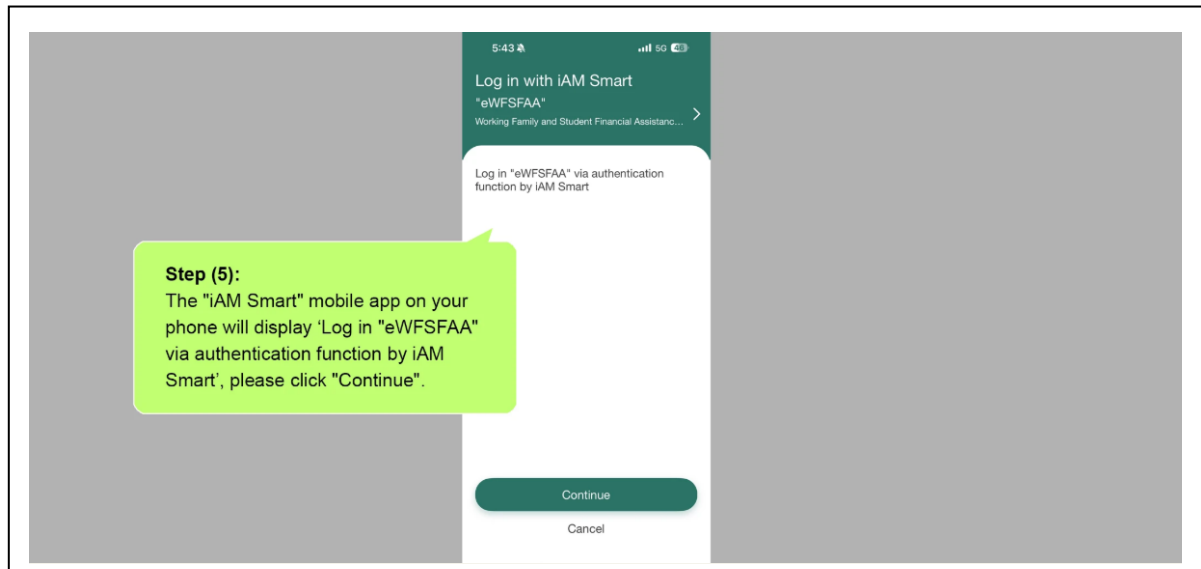 5:43
5G 48
Log in with iAM Smart
"eWFSFAA"
Working Family and Student Financial Assistanc...
Log in "eWFSFAA" via authentication
function by iAM Smart
Step (5):
The "iAM Smart" mobile app on your
phone will display ‘Log in "eWFSFAA"
via authentication function by iAM
Smart’, please click "Continue".
Continue
Cancel